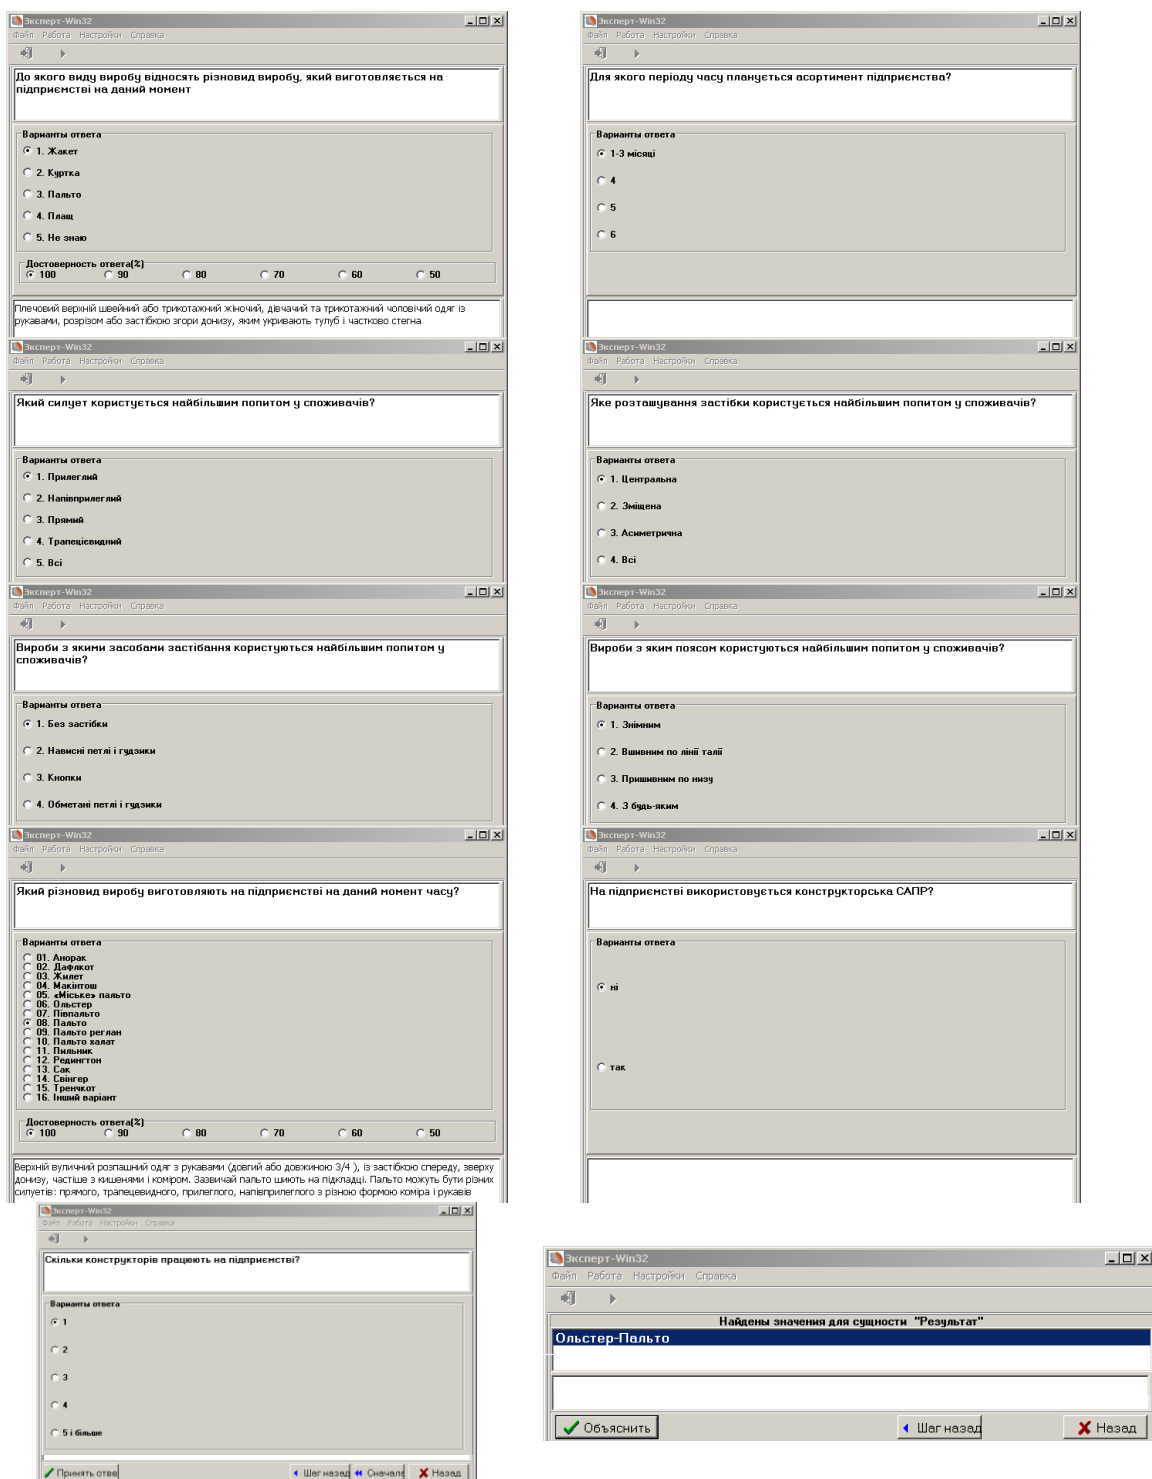 Эксперт-Win32
Файл Работа Настройки Справка
До якого виду виробу відносять різновид виробу, який виготовляється на
підприємстві на даний момент
Варианты ответа
1. Жакет
2. Куртка
3. Пальто
4. Плащ
5. Не знаю
Достоверность ответа(%)
100 90 80 70 60 50
Плечовий верхній швейний або трикотажний жіночий, дівчачий та трикотажний чоловічий одяг із
рукавами, розрізом або застібкою згори донизу, яким укривають тулуб і частково стегна
Эксперт-Win32
Файл Работа Настройки Справка
Для якого періоду часу планується асортимент підприємства?
Варианты ответа
1-3 місяці
4
5
6
Эксперт-Win32
Файл Работа Настройки Справка
Який силует користується найбільшим попитом у споживачів?
Варианты ответа
1. Прилеглий
2. Напівприлеглий
3. Прямий
4. Трапецієвидний
5. Всі
Эксперт-Win32
Файл Работа Настройки Справка
Яке розташування застібки користується найбільшим попитом у споживачів?
Варианты ответа
1. Центральна
2. Зміщена
3. Асиметрична
4. Всі
Эксперт-Win32
Файл Работа Настройки Справка
Вироби з якими засобами застібання користуються найбільшим попитом у
споживачів?
Варианты ответа
1. Без застібки
2. Нависні петлі і гудзики
3. Кнопки
4. Обметані петлі і гудзики
Эксперт-Win32
Файл Работа Настройки Справка
Вироби з яким поясом користуються найбільшим попитом у споживачів?
Варианты ответа
1. Знімним
2. Вшивним по лінії талії
3. Пришивним по низу
4. З будь-яким
Эксперт-Win32
Файл Работа Настройки Справка
Який різновид виробу виготовляють на підприємстві на даний момент часу?
Варианты ответа
01. Анорак
02. Дафлкот
03. Жилет
04. Макінтош
05. «Міське» пальто
06. Ольстер
07. Півпальто
08. Пальто
09. Пальто реглан
10. Пальто халат
11. Пильник
12. Редингтон
13. Сак
14. Свінгер
15. Тренчкот
16. Інший варіант
Достоверность ответа(%)
100 90 80 70 60 50
Верхній вуличний розпашний одяг з рукавами (довгий або довжиною 3/4 ), із застібкою спереду, зверху
донизу, частіше з кишенями і коміром. Зазвичай пальто шиють на підкладці. Пальто можуть бути різних
силуетів: прямого, трапецевидного, прилеглого, напівприлеглого з різною формою коміра і рукавів
Эксперт-Win32
Файл Работа Настройки Справка
На підприємстві використовується конструкторська САПР?
Варианты ответа
ні
так
Эксперт-Win32
Файл Работа Настройки Справка
Скільки конструкторів працюють на підприємстві?
Варианты ответа
1
2
3
4
5 і більше
Принять отве Шаг назад Сначала Назад
Эксперт-Win32
Файл Работа Настройки Справка
Найдены значения для сущности "Результат"
Ольстер-Пальто
Объяснить Шаг назад Назад